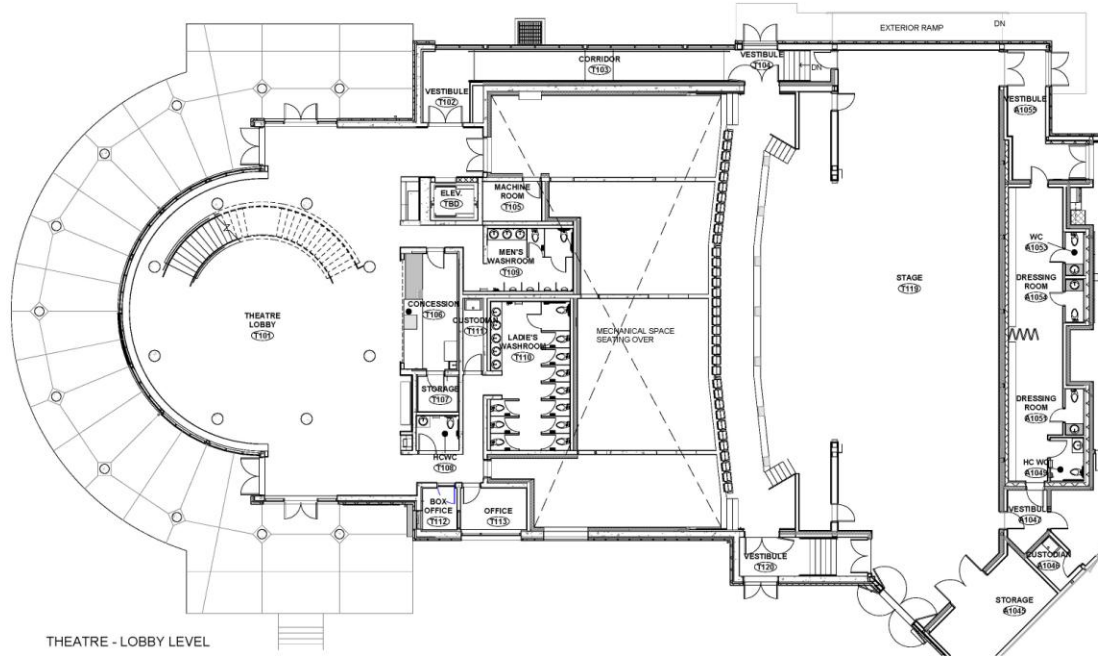 EXTERIOR RAMP
DN
CORRIDOR
T103
VESTIBULE
T104
DN
VESTIBULE
T102
VESTIBULE
A1055
ELEV.
TBD
MACHINE
ROOM
T105
MEN'S
WASHROOM
T109
WC
A1053
DRESSING
ROOM
A1054
STAGE
T119
CONCESSION
T106
CUSTODIAN
T111
THEATRE
LOBBY
T101
LADIE'S
WASHROOM
T110
MECHANICAL SPACE
SEATING OVER
STORAGE
T107
DRESSING
ROOM
A1051
HCWC
T108
HC WC
A1049
BOX
OFFICE
T112
OFFICE
T113
VESTIBULE
A1047
VESTIBULE
T120
CUSTODIAN
A1046
STORAGE
A1045
THEATRE - LOBBY LEVEL